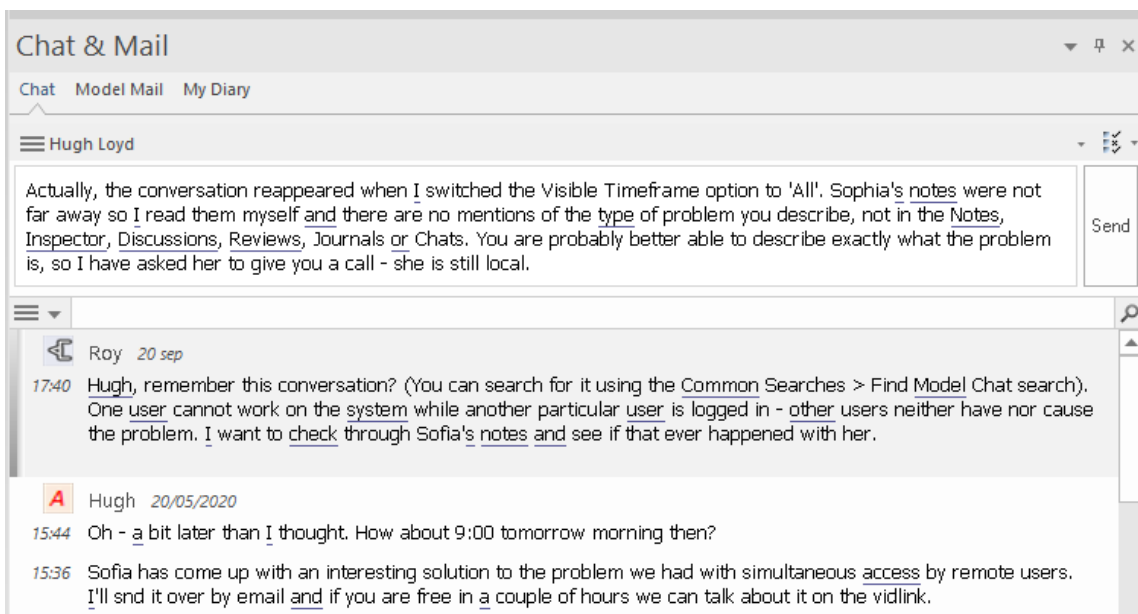 Chat & Mail
Chat Model Mail My Diary
Hugh Loyd
Actually, the conversation reappeared when I switched the Visible Timeframe option to 'All'. Sophia's notes were not
far away so I read them myself and there are no mentions of the type of problem you describe, not in the Notes,
Inspector, Discussions, Reviews, Journals or Chats. You are probably better able to describe exactly what the problem
is, so I have asked her to give you a call - she is still local.
Send
Roy 20 sep
17:40 Hugh, remember this conversation? (You can search for it using the Common Searches > Find Model Chat search).
One user cannot work on the system while another particular user is logged in - other users neither have nor cause
the problem. I want to check through Sofia's notes and see if that ever happened with her.
A Hugh 20/05/2020
15:44 Oh - a bit later than I thought. How about 9:00 tomorrow morning then?
15:36 Sofia has come up with an interesting solution to the problem we had with simultaneous access by remote users.
I'll snd it over by email and if you are free in a couple of hours we can talk about it on the vidlink.